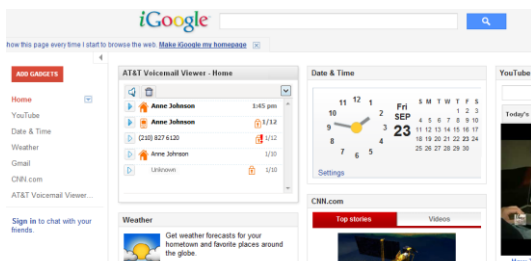 iGoogle
how this page every time I start to browse the web. Make iGoogle my homepage
ADD GADGETS
Home
YouTube
Date & Time
Weather
Gmail
CNN.com
AT&T Voicemail Viewer...
Sign in to chat with your friends.
AT&T Voicemail Viewer - Home
Anne Johnson 1:45 pm
Anne Johnson 1/12
(210) 827 6120 1/12
Anne Johnson 1/10
Unknown 1/10
Weather
Get weather forecasts for your
hometown and favorite places around
the globe.
Date & Time
12 1 2 3 4 5 6 7 8 9 10 11
Fri
SEP
23
S M T W T F S
1 2 3
4 5 6 7 8 9 10
11 12 13 14 15 16 17
18 19 20 21 22 23 24
25 26 27 28 29 30
Settings
CNN.com
Top stories Videos
YouTube
Today's